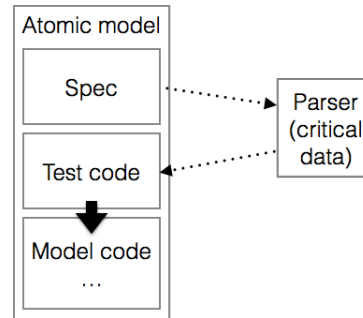 Atomic model
Spec
Test code
Model code
...
Parser
(critical
data)